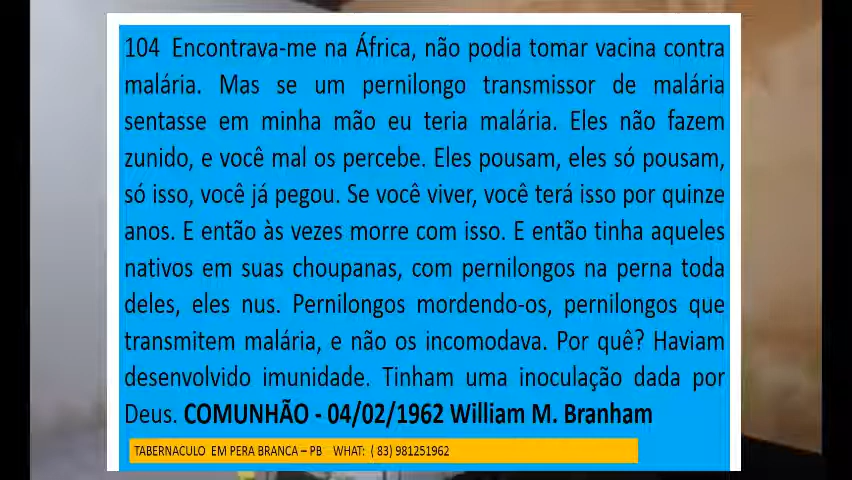 104 Encontrava-me na África, não podia tomar vacina contra
malária. Mas se um pernilongo transmissor de malária
sentasse em minha mão eu teria malária. Eles não fazem
zunido, e você mal os percebe. Eles pousam, eles só pousam,
só isso, você já pegou. Se você viver, você terá isso por quinze
anos. E então às vezes morre com isso. E então tinha aqueles
nativos em suas choupanas, com pernilongos na perna toda
deles, eles nus. Pernilongos mordendo-os, pernilongos que
transmitem malária, e não os incomodava. Por quê? Haviam
desenvolvido imunidade. Tinham uma inoculação dada por
Deus. COMUNHÃO - 04/02/1962 William M. Branham
TABERNACULO EM PERA BRANCA – PB WHAT: ( 83) 981251962